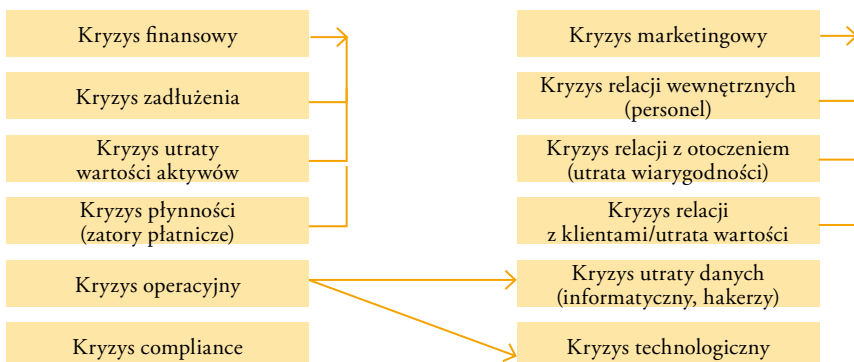 Kryzys finansowy
Kryzys zadłużenia
Kryzys utraty
wartości aktywów
Kryzys płynności
(zatory płatnicze)
Kryzys operacyjny
Kryzys compliance
Kryzys marketingowy
Kryzys relacji wewnętrznych
(personel)
Kryzys relacji z otoczeniem
(utrata wiarygodności)
Kryzys relacji
z klientami/utrata wartości
Kryzys utraty danych
(informatyczny, hakerzy)
Kryzys technologiczny